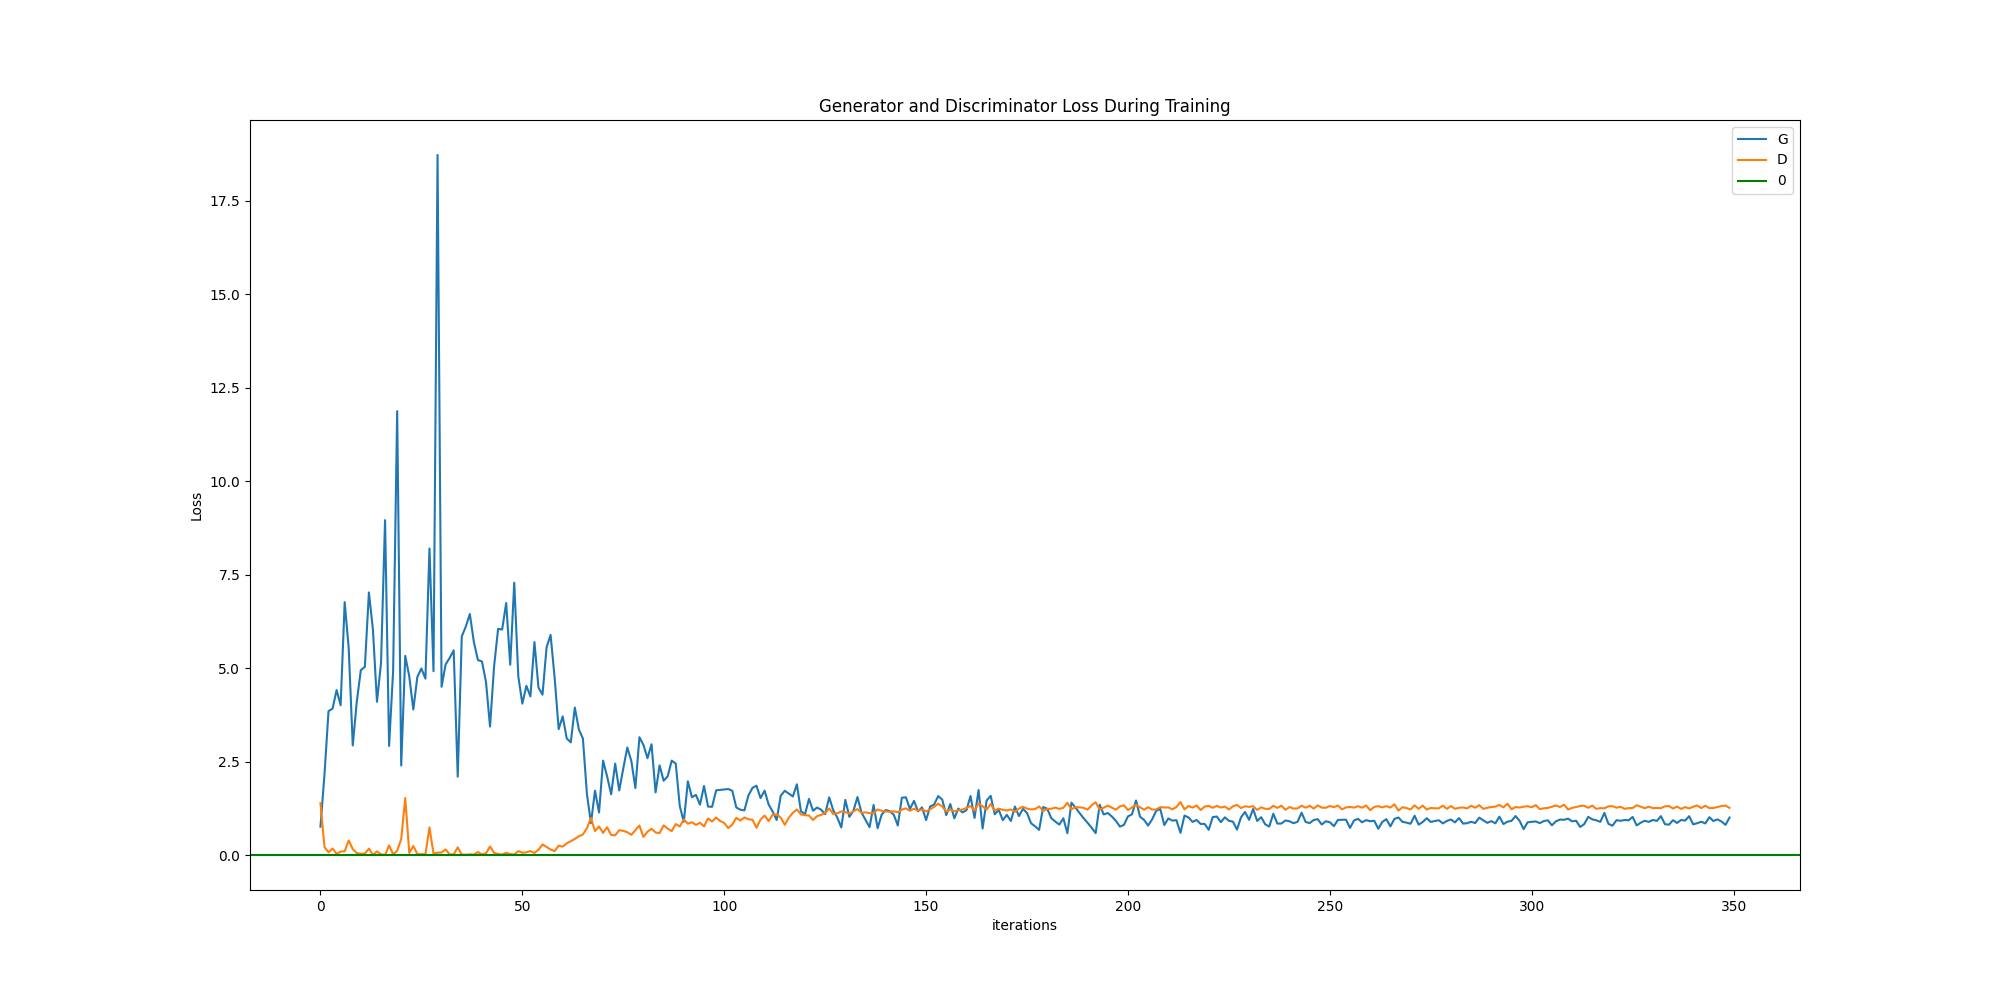 Generator and Discriminator Loss During Training
G
D
0
17.5
15.0
12.5
10.0
7.5
5.0
2.5
0.0
Loss
0 50 100 150 200 250 300 350
iterations